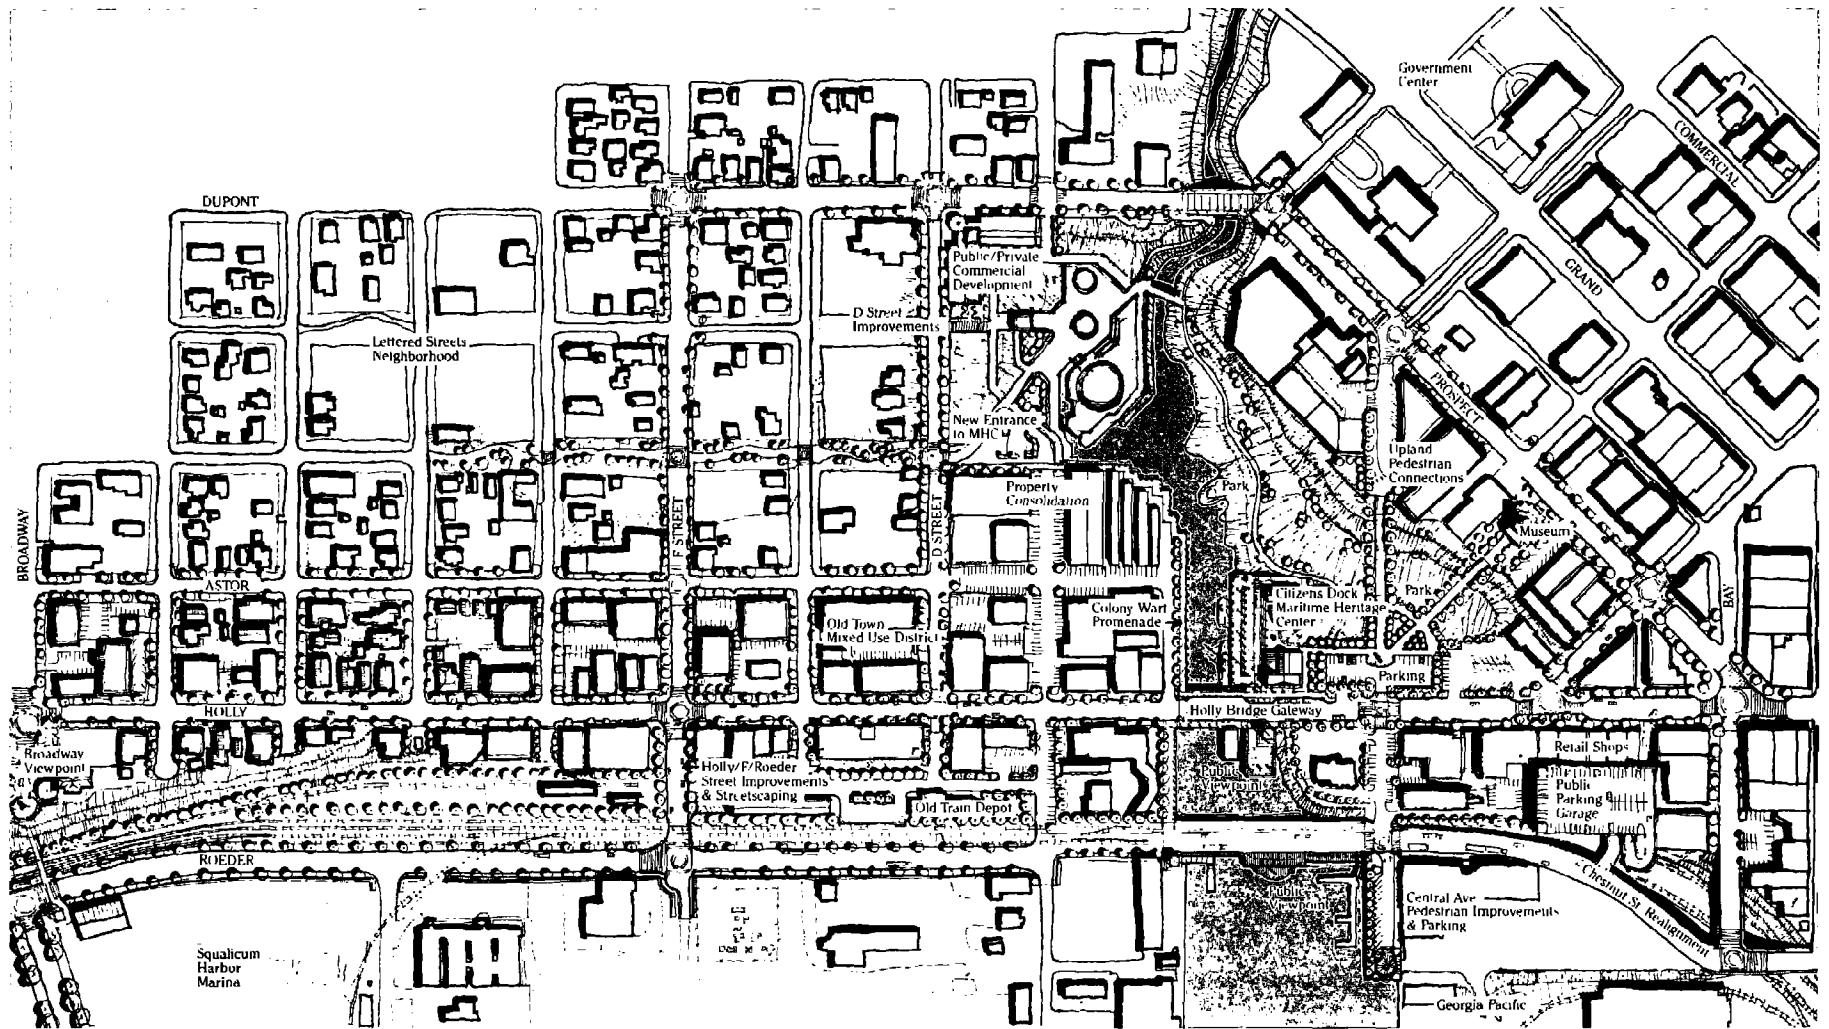 Government
Center
COMMERCIAL
DUPONT
Public/Private
Commercial
Development
GRAND
D Street
Improvements
Lettered Streets
Neighborhood
PROSPECT
New Entrance
to MHC
Upland
Pedestrian
Connections
Property
Consolidation
Park
BROADWAY
F STREET
D STREET
Museum
ASTOR
Citizens Dock
Maritime Heritage
Center
Park
BAY
Colony Warf
Promenade
Old Town
Mixed Use District
Parking
HOLLY
Holly Bridge Gateway
Broadway
Viewpoint
Retail Shops
Holly/F/Roeder
Street Improvements
& Streetscaping
Public
Viewpoints
Public
Parking
Garage
Old Train Depot
ROEDER
Chestnut St. Realignment
Public
Viewpoint
Central Ave
Pedestrian Improvements
& Parking
Squalicum
Harbor
Marina
Georgia Pacific